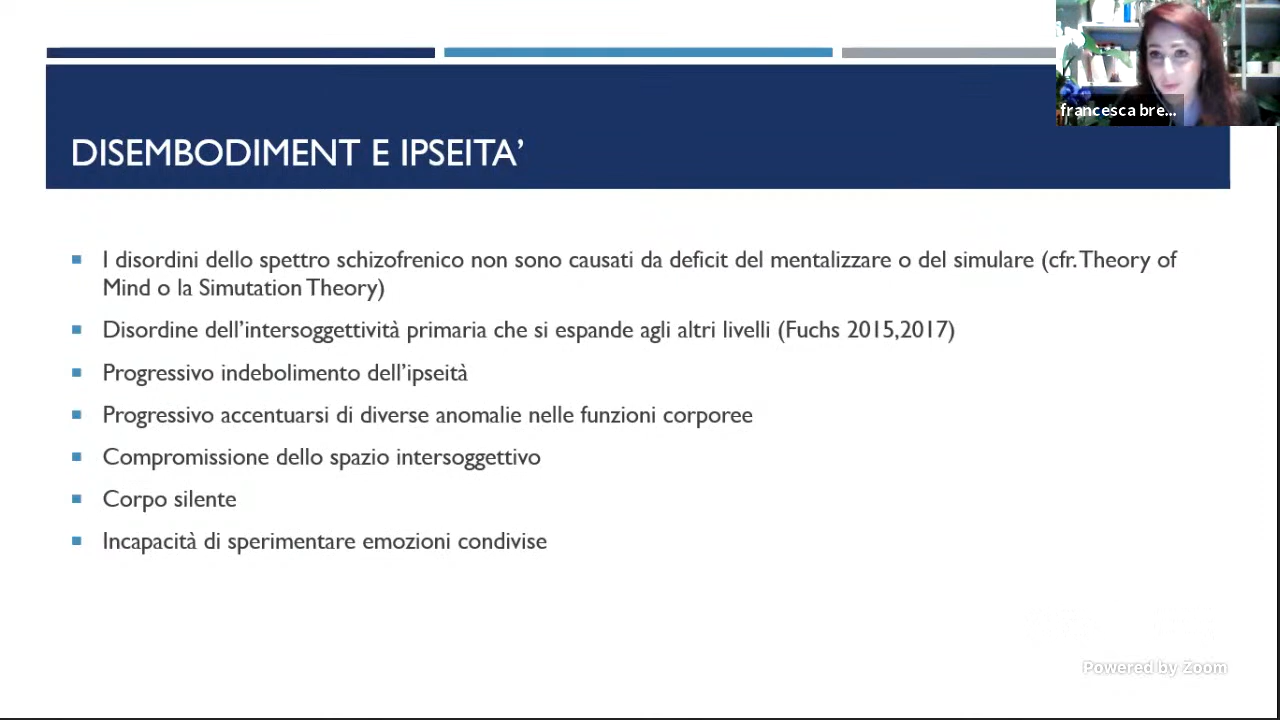 francesca bre...
DISEMBODIMENT E IPSEITA’
I disordini dello spettro schizofrenico non sono causati da deficit del mentalizzare o del simulare (cfr. Theory of
Mind o la Simutation Theory)
Disordine dell’intersoggettività primaria che si espande agli altri livelli (Fuchs 2015,2017)
Progressivo indebolimento dell’ipseità
Progressivo accentuarsi di diverse anomalie nelle funzioni corporee
Compromissione dello spazio intersoggettivo
Corpo silente
Incapacità di sperimentare emozioni condivise
Powered by Zoom